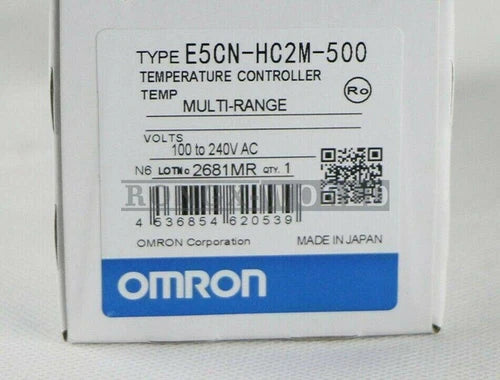 TYPE E5CN-HC2M-500
TEMPERATURE CONTROLLER
TEMP
MULTI-RANGE
Ro
VOLTS
100 to 240V AC
N6 LOT No 2681MR QTY. 1
4 536854 620539
OMRON Corporation MADE IN JAPAN
OMRON